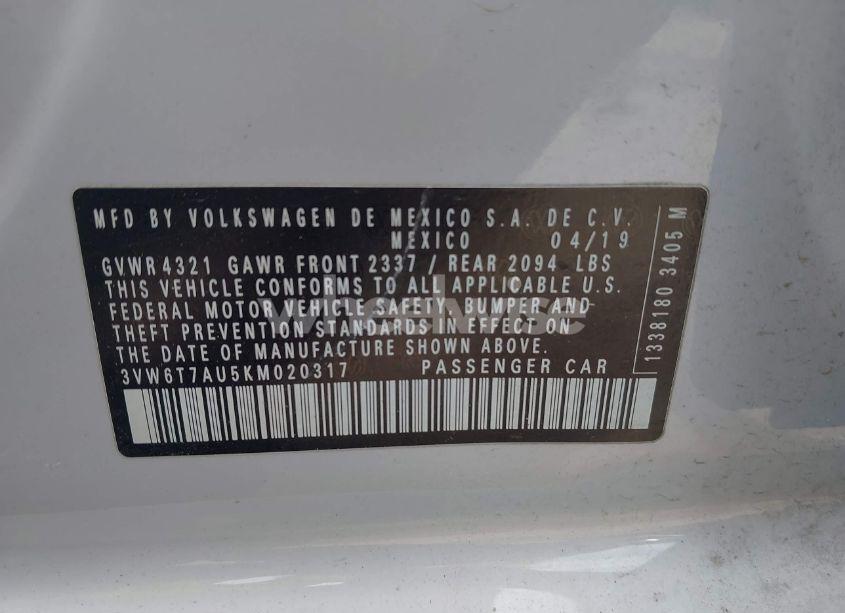 MFD BY VOLKSWAGEN DE MEXICO S.A. DE C.V.
MEXICO 04/19
GVWR 4321 GAWR FRONT 2337 / REAR 2094 LBS
THIS VEHICLE CONFORMS TO ALL APPLICABLE U.S.
FEDERAL MOTOR VEHICLE SAFETY, BUMPER AND
THEFT PREVENTION STANDARDS IN EFFECT ON
THE DATE OF MANUFACTURE SHOWN ABOVE.
3VW6T7AU5KM020317 PASSENGER CAR
1338180 3405 M